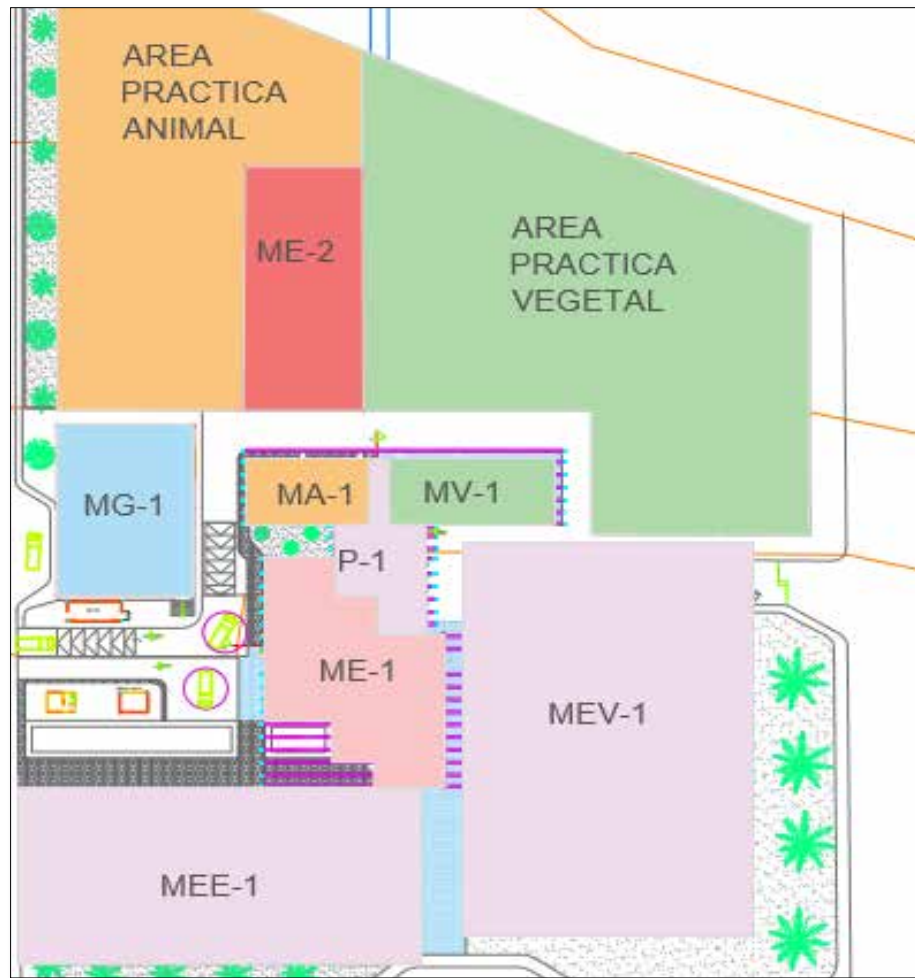 AREA
PRACTICA
ANIMAL
ME-2
AREA
PRACTICA
VEGETAL
MG-1
MA-1
MV-1
P-1
ME-1
MEV-1
MEE-1